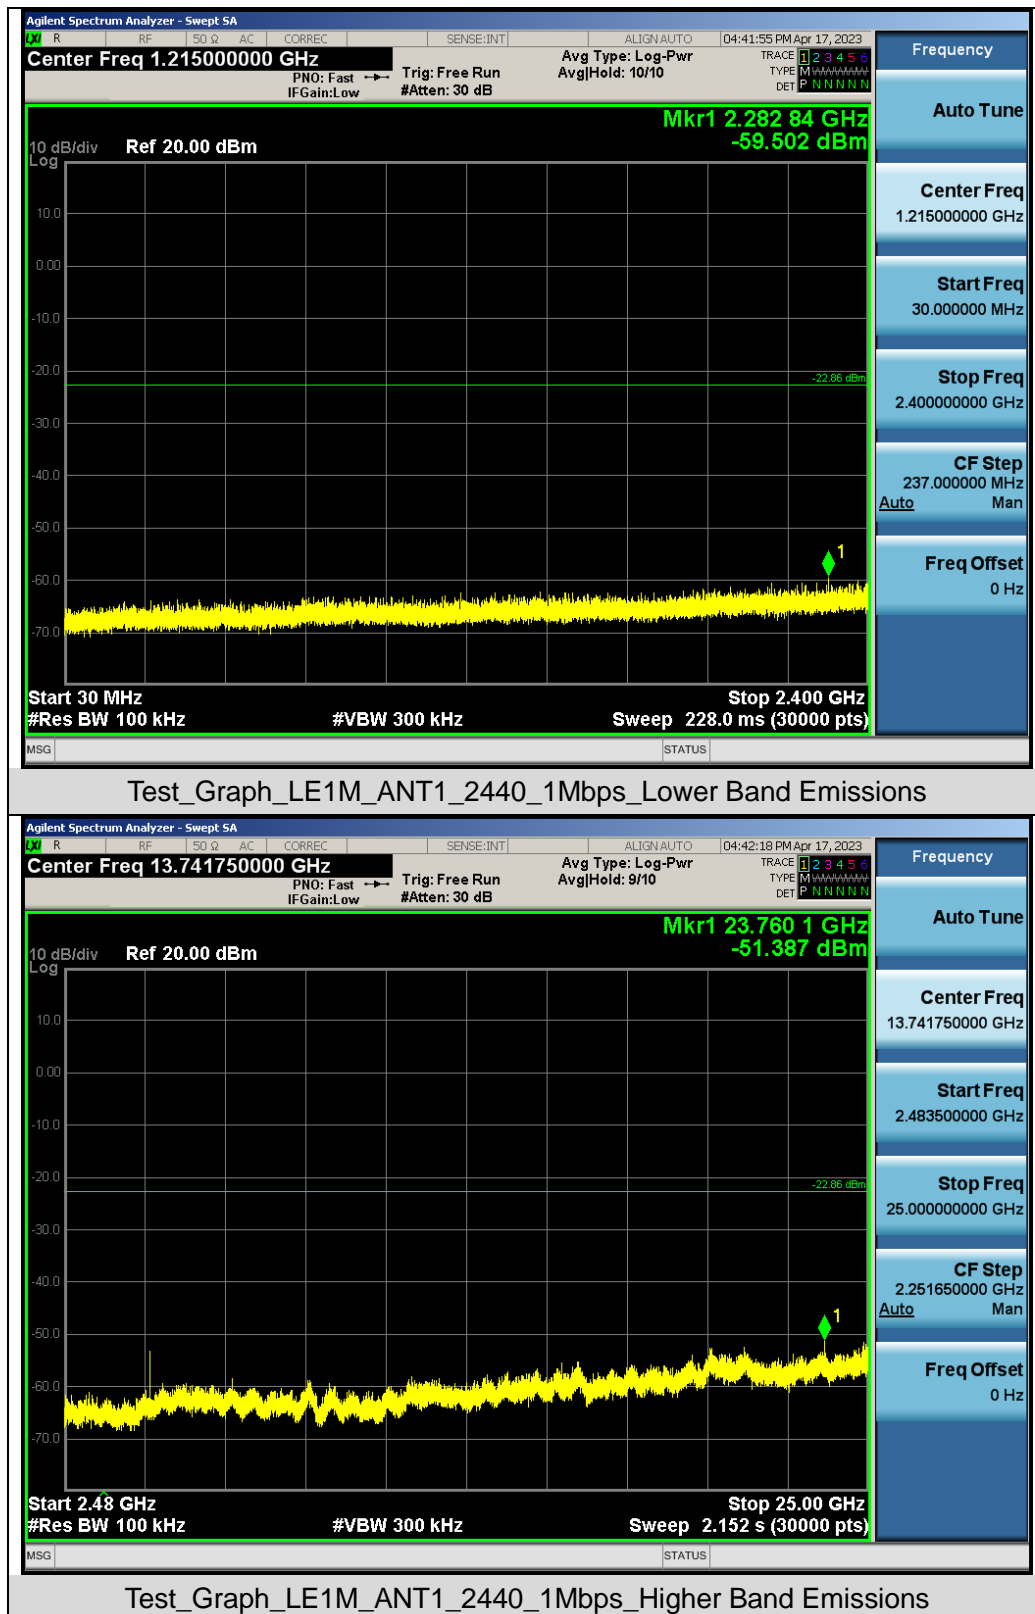 Agilent Spectrum Analyzer - Swept SA
LXI R RF 50 Ω AC CORREC SENSE:INT ALIGN AUTO 04:41:55 PM Apr 17, 2023
Center Freq 1.215000000 GHz
PNO: Fast
IFGain:Low
Trig: Free Run
#Atten: 30 dB
Avg Type: Log-Pwr
Avg|Hold: 10/10
TRACE 1 2 3 4 5 6
TYPE M WWWWW
DET P N N N N N
Mkr1 2.282 84 GHz
-59.502 dBm
10 dB/div Ref 20.00 dBm
Log
10.0
0.00
-10.0
-20.0
-22.86 dBm
-30.0
-40.0
-50.0
1
-60.0
-70.0
Start 30 MHz Stop 2.400 GHz
#Res BW 100 kHz #VBW 300 kHz Sweep 228.0 ms (30000 pts)
MSG STATUS
Frequency
Auto Tune
Center Freq
1.215000000 GHz
Start Freq
30.000000 MHz
Stop Freq
2.400000000 GHz
CF Step
237.000000 MHz
Auto Man
Freq Offset
0 Hz
Test_Graph_LE1M_ANT1_2440_1Mbps_Lower Band Emissions
Agilent Spectrum Analyzer - Swept SA
LXI R RF 50 Ω AC CORREC SENSE:INT ALIGN AUTO 04:42:18 PM Apr 17, 2023
Center Freq 13.741750000 GHz
PNO: Fast
IFGain:Low
Trig: Free Run
#Atten: 30 dB
Avg Type: Log-Pwr
Avg|Hold: 9/10
TRACE 1 2 3 4 5 6
TYPE M WWWWW
DET P N N N N N
Mkr1 23.760 1 GHz
-51.387 dBm
10 dB/div Ref 20.00 dBm
Log
10.0
0.00
-10.0
-20.0
-22.86 dBm
-30.0
-40.0
-50.0
1
-60.0
-70.0
Start 2.48 GHz Stop 25.00 GHz
#Res BW 100 kHz #VBW 300 kHz Sweep 2.152 s (30000 pts)
MSG STATUS
Frequency
Auto Tune
Center Freq
13.741750000 GHz
Start Freq
2.483500000 GHz
Stop Freq
25.000000000 GHz
CF Step
2.251650000 GHz
Auto Man
Freq Offset
0 Hz
Test_Graph_LE1M_ANT1_2440_1Mbps_Higher Band Emissions